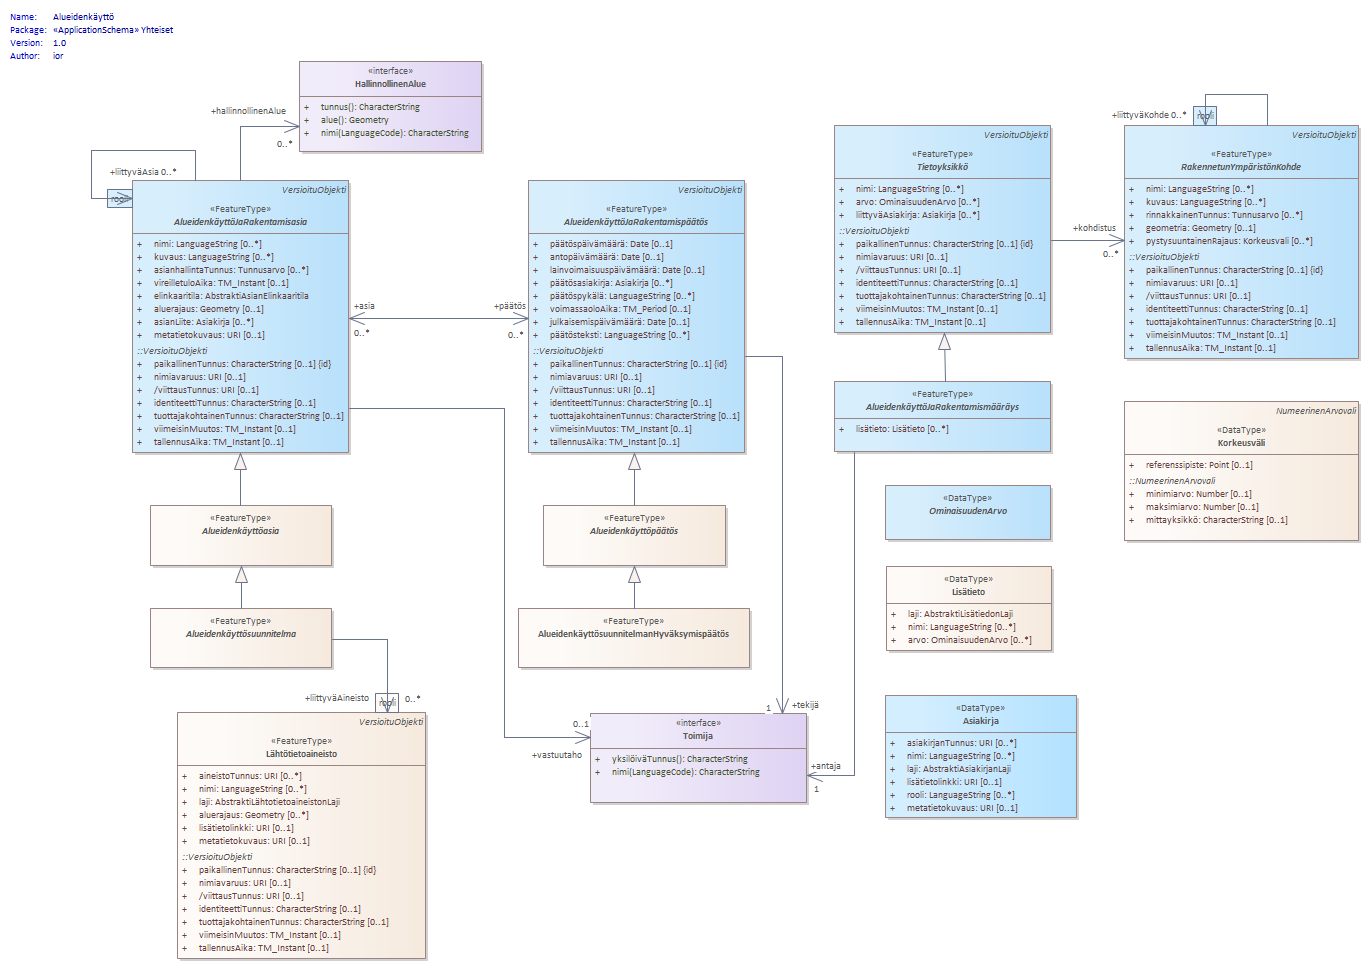 Name: Alueidenkäyttö
Package: «ApplicationSchema» Yhteiset
Version: 1.0
Author: ior
«interface»
HallinnollinenAlue
+ tunnus(): CharacterString
+ alue(): Geometry
+ nimi(LanguageCode): CharacterString
+hallinnollinenAlue
0..*
+liittyväAsia 0..*
rooli
VersioituObjekti
«FeatureType»
AlueidenkäyttöJaRakentamisasia
+ nimi: LanguageString [0..*]
+ kuvaus: LanguageString [0..*]
+ asianhallintaTunnus: Tunnusarvo [0..*]
+ vireilletuloAika: TM_Instant [0..1]
+ elinkaaritila: AbstraktiAsianElinkaaritila
+ aluerajaus: Geometry [0..*]
+ asianLiite: Asiakirja [0..*]
+ metatietokuvaus: URI [0..1]
::VersioituObjekti
+ paikallinenTunnus: CharacterString [0..1] {id}
+ nimiavaruus: URI [0..1]
+ /viittausTunnus: URI [0..1]
+ identiteettiTunnus: CharacterString [0..1]
+ tuottajakohtainenTunnus: CharacterString [0..1]
+ viimeisinMuutos: TM_Instant [0..1]
+ tallennusAika: TM_Instant [0..1]
+asia
0..*
+päätös
0..*
VersioituObjekti
«FeatureType»
AlueidenkäyttöJaRakentamispäätös
+ päätöspäivämäärä: Date [0..1]
+ antopäivämäärä: Date [0..1]
+ lainvoimaisuuspäivämäärä: Date [0..1]
+ päätösasiakirja: Asiakirja [0..*]
+ päätöspykälä: LanguageString [0..*]
+ voimassaoloAika: TM_Period [0..1]
+ julkaisemispäivämäärä: Date [0..1]
+ päätösteksti: LanguageString [0..*]
::VersioituObjekti
+ paikallinenTunnus: CharacterString [0..1] {id}
+ nimiavaruus: URI [0..1]
+ /viittausTunnus: URI [0..1]
+ identiteettiTunnus: CharacterString [0..1]
+ tuottajakohtainenTunnus: CharacterString [0..1]
+ viimeisinMuutos: TM_Instant [0..1]
+ tallennusAika: TM_Instant [0..1]
VersioituObjekti
«FeatureType»
Tietoyksikkö
+ nimi: LanguageString [0..*]
+ arvo: OminaisuudenArvo [0..*]
+ liittyväAsiakirja: Asiakirja [0..*]
::VersioituObjekti
+ paikallinenTunnus: CharacterString [0..1] {id}
+ nimiavaruus: URI [0..1]
+ /viittausTunnus: URI [0..1]
+ identiteettiTunnus: CharacterString [0..1]
+ tuottajakohtainenTunnus: CharacterString [0..1]
+ viimeisinMuutos: TM_Instant [0..1]
+ tallennusAika: TM_Instant [0..1]
+kohdistus
0..*
+liittyväKohde 0..*
rooli
VersioituObjekti
«FeatureType»
RakennetunYmpäristönKohde
+ nimi: LanguageString [0..*]
+ kuvaus: LanguageString [0..*]
+ rinnakkainenTunnus: Tunnusarvo [0..*]
+ geometria: Geometry [0..1]
+ pystysuuntainenRajaus: Korkeusväli [0..*]
::VersioituObjekti
+ paikallinenTunnus: CharacterString [0..1] {id}
+ nimiavaruus: URI [0..1]
+ /viittausTunnus: URI [0..1]
+ identiteettiTunnus: CharacterString [0..1]
+ tuottajakohtainenTunnus: CharacterString [0..1]
+ viimeisinMuutos: TM_Instant [0..1]
+ tallennusAika: TM_Instant [0..1]
«FeatureType»
AlueidenkäyttöJaRakentamismääräys
+ lisätieto: Lisätieto [0..*]
NumeerinenArvovali
«DataType»
Korkeusväli
+ referenssipiste: Point [0..1]
::NumeerinenArvovali
+ minimiarvo: Number [0..1]
+ maksimiarvo: Number [0..1]
+ mittayksikkö: CharacterString [0..1]
«DataType»
OminaisuudenArvo
«DataType»
Lisätieto
+ laji: AbstraktiLisätiedonLaji
+ nimi: LanguageString [0..*]
+ arvo: OminaisuudenArvo [0..*]
«DataType»
Asiakirja
+ asiakirjanTunnus: URI [0..*]
+ nimi: LanguageString [0..*]
+ laji: AbstraktiAsiakirjanLaji
+ lisätietolinkki: URI [0..1]
+ rooli: LanguageString [0..*]
+ metatietokuvaus: URI [0..1]
«FeatureType»
Alueidenkäyttöasia
«FeatureType»
Alueidenkäyttösuunnitelma
«FeatureType»
Alueidenkäyttöpäätös
«FeatureType»
AlueidenkäyttösuunnitelmanHyväksymispäätös
+liittyväAineisto
rooli
0..*
VersioituObjekti
«FeatureType»
Lähtötietoaineisto
+ aineistoTunnus: URI [0..*]
+ nimi: LanguageString [0..*]
+ laji: AbstraktiLähtotietoaineistonLaji
+ aluerajaus: Geometry [0..*]
+ lisätietolinkki: URI [0..1]
+ metatietokuvaus: URI [0..1]
::VersioituObjekti
+ paikallinenTunnus: CharacterString [0..1] {id}
+ nimiavaruus: URI [0..1]
+ /viittausTunnus: URI [0..1]
+ identiteettiTunnus: CharacterString [0..1]
+ tuottajakohtainenTunnus: CharacterString [0..1]
+ viimeisinMuutos: TM_Instant [0..1]
+ tallennusAika: TM_Instant [0..1]
0..1
+vastuutaho
1
+tekijä
«interface»
Toimija
+ yksilöiväTunnus(): CharacterString
+ nimi(LanguageCode): CharacterString
+antaja
1